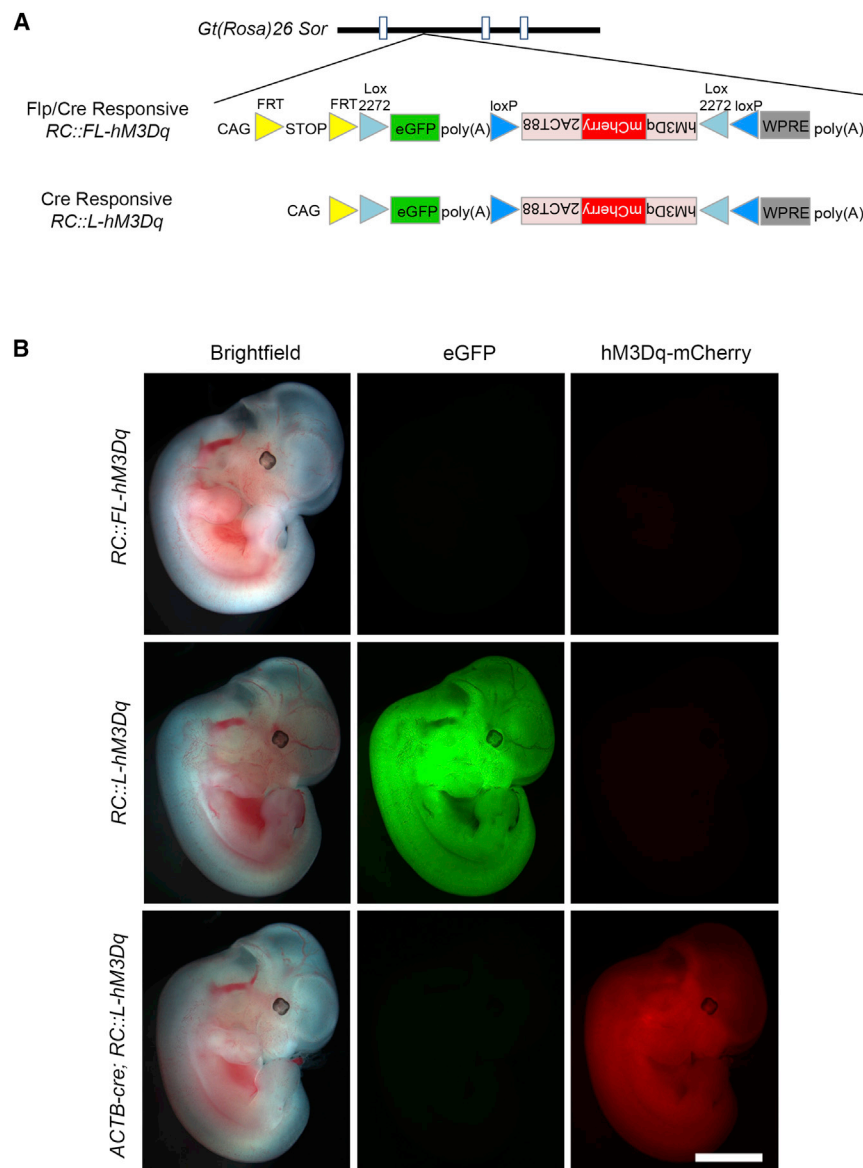 A
Gt(Rosa)26 Sor
Flp/Cre Responsive
RC::FL-hM3Dq
CAG
FRT
STOP
FRT
Lox
2272
eGFP
poly(A)
loxP
2ACT88
mCherry
hM3Dq
Lox
2272
loxP
WPRE
poly(A)
Cre Responsive
RC::L-hM3Dq
CAG
eGFP
poly(A)
2ACT88
mCherry
hM3Dq
WPRE
poly(A)
B
Brightfield
eGFP
hM3Dq-mCherry
RC::FL-hM3Dq
RC::L-hM3Dq
ACTB-cre; RC::L-hM3Dq